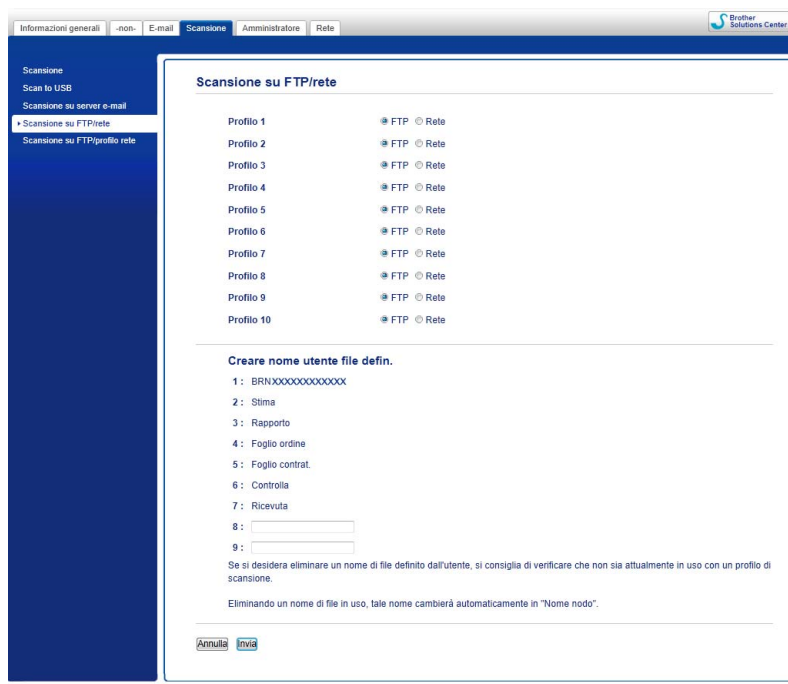 Informazioni generali -non- E-mail Scansione Amministratore Rete
Brother
Solutions Center
Scansione
Scan to USB
Scansione su server e-mail
Scansione su FTP/rete
Scansione su FTP/profilo rete
Scansione su FTP/rete
Profilo 1 FTP Rete
Profilo 2 FTP Rete
Profilo 3 FTP Rete
Profilo 4 FTP Rete
Profilo 5 FTP Rete
Profilo 6 FTP Rete
Profilo 7 FTP Rete
Profilo 8 FTP Rete
Profilo 9 FTP Rete
Profilo 10 FTP Rete
Creare nome utente file defin.
1 : BRNXXXXXXXXXXXX
2 : Stima
3 : Rapporto
4 : Foglio ordine
5 : Foglio contrat.
6 : Controlla
7 : Ricevuta
8 :
9 :
Se si desidera eliminare un nome di file definito dall'utente, si consiglia di verificare che non sia attualmente in uso con un profilo di
scansione.
Eliminando un nome di file in uso, tale nome cambierà automaticamente in "Nome nodo".
Annulla Invia